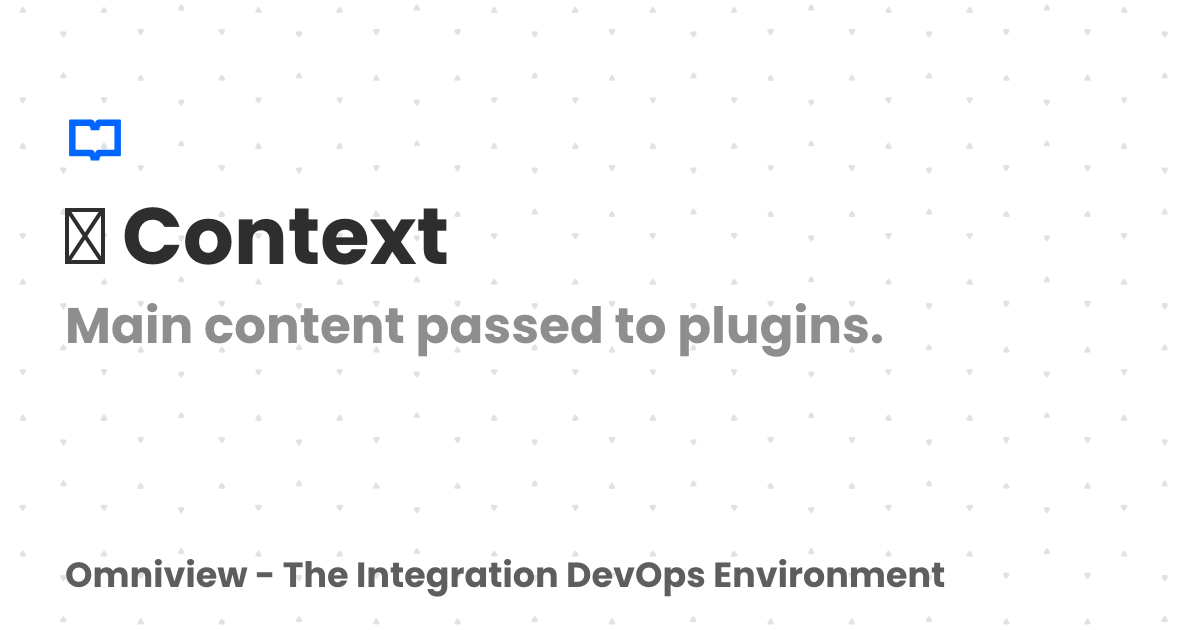 Context
Main content passed to plugins.
Omniview - The Integration DevOps Environment